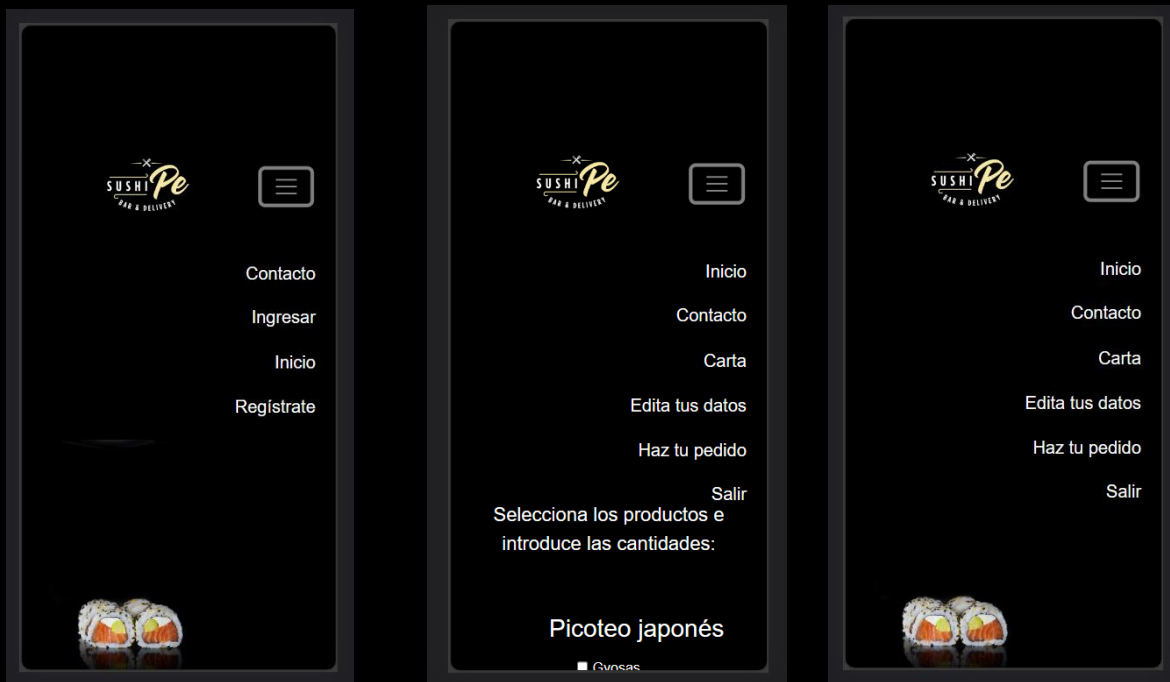 SUSHI Pe
BAR & DELIVERY
Contacto
Ingresar
Inicio
Regístrate
SUSHI Pe
BAR & DELIVERY
Inicio
Contacto
Carta
Edita tus datos
Haz tu pedido
Salir
Selecciona los productos e
introduce las cantidades:
Picoteo japonés
Gyosas
SUSHI Pe
BAR & DELIVERY
Inicio
Contacto
Carta
Edita tus datos
Haz tu pedido
Salir